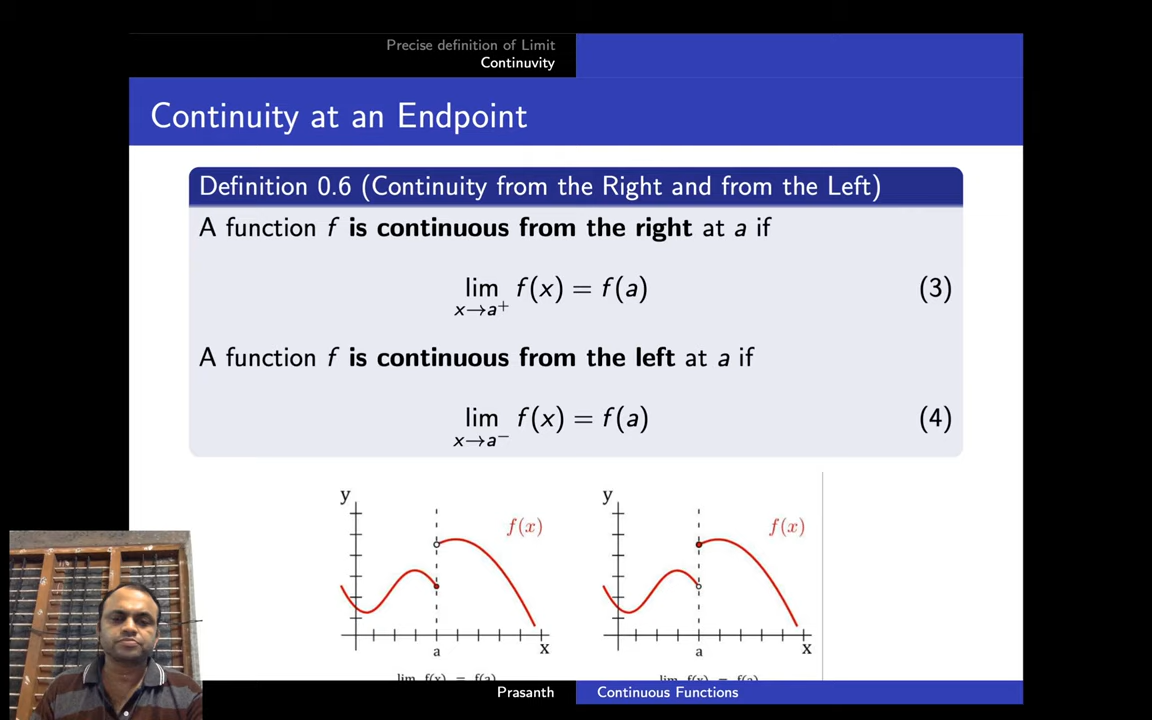 Precise definition of Limit
Continuvity
Continuity at an Endpoint
Definition 0.6 (Continuity from the Right and from the Left)
A function f is continuous from the right at a if
lim x→a⁺ f(x) = f(a) (3)
A function f is continuous from the left at a if
lim x→a⁻ f(x) = f(a) (4)
y f(x) a x
y f(x) a x
lim f(x) = f(a)
lim f(x) = f(a)
Prasanth Continuous Functions